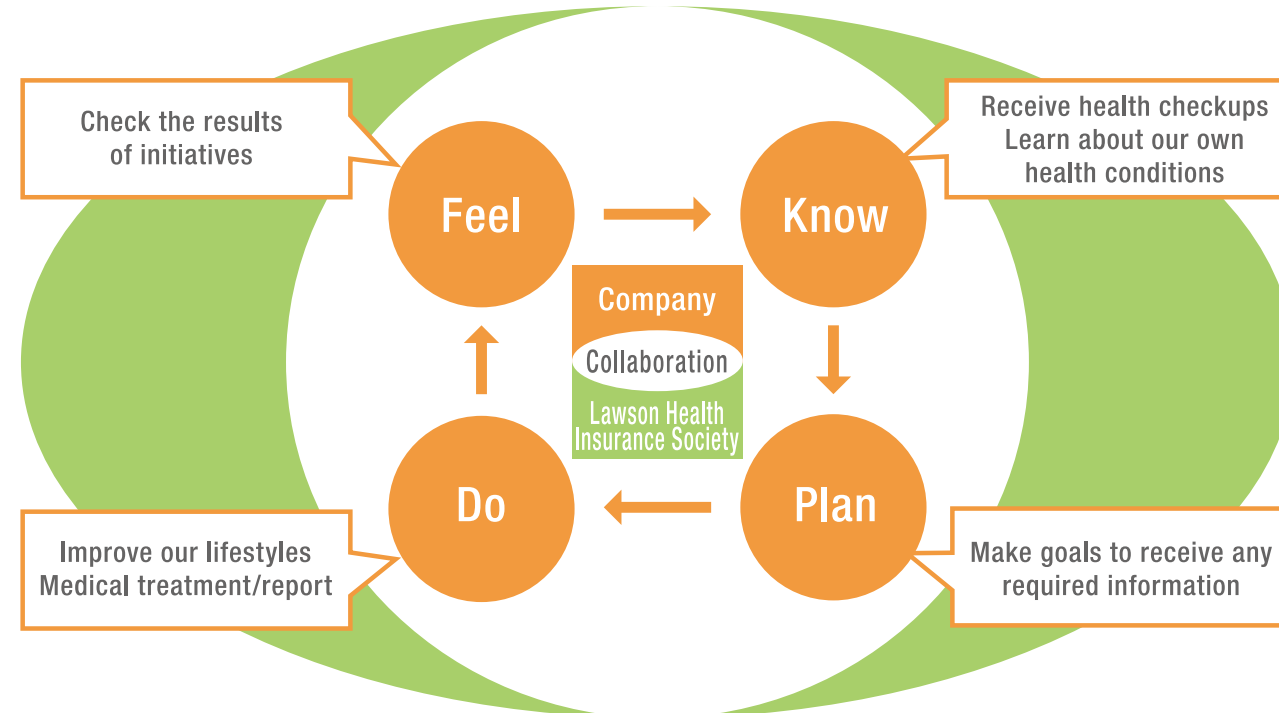 Check the results
of initiatives
Receive health checkups
Learn about our own
health conditions
Feel
Know
Company
Collaboration
Lawson Health
Insurance Society
Do
Plan
Improve our lifestyles
Medical treatment/report
Make goals to receive any
required information